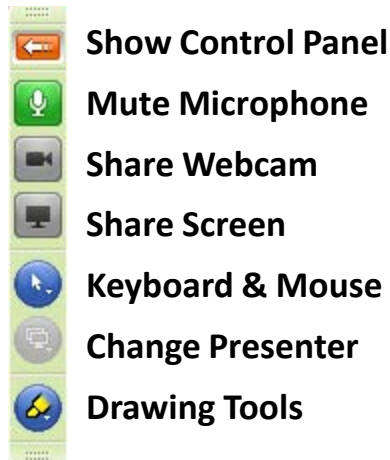 Show Control Panel
Mute Microphone
Share Webcam
Share Screen
Keyboard & Mouse
Change Presenter
Drawing Tools